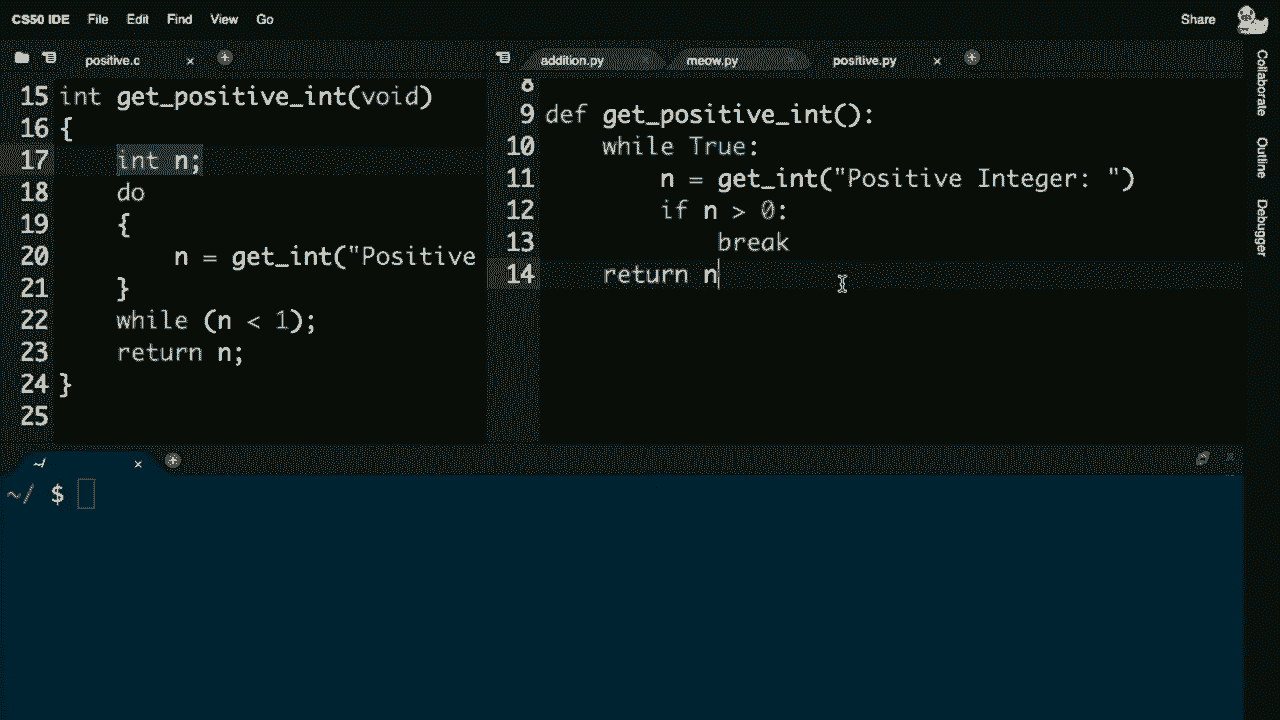 CS50 IDE File Edit Find View Go Share
positive.c × +
15 int get_positive_int(void)
16 {
17     int n;
18     do
19     {
20         n = get_int("Positive
21     }
22     while (n < 1);
23     return n;
24 }
25
addition.py meow.py positive.py × +
8
9 def get_positive_int():
10     while True:
11         n = get_int("Positive Integer: ")
12         if n > 0:
13             break
14     return n
Collaborate
Outline
Debugger
~/ × +
~/ $